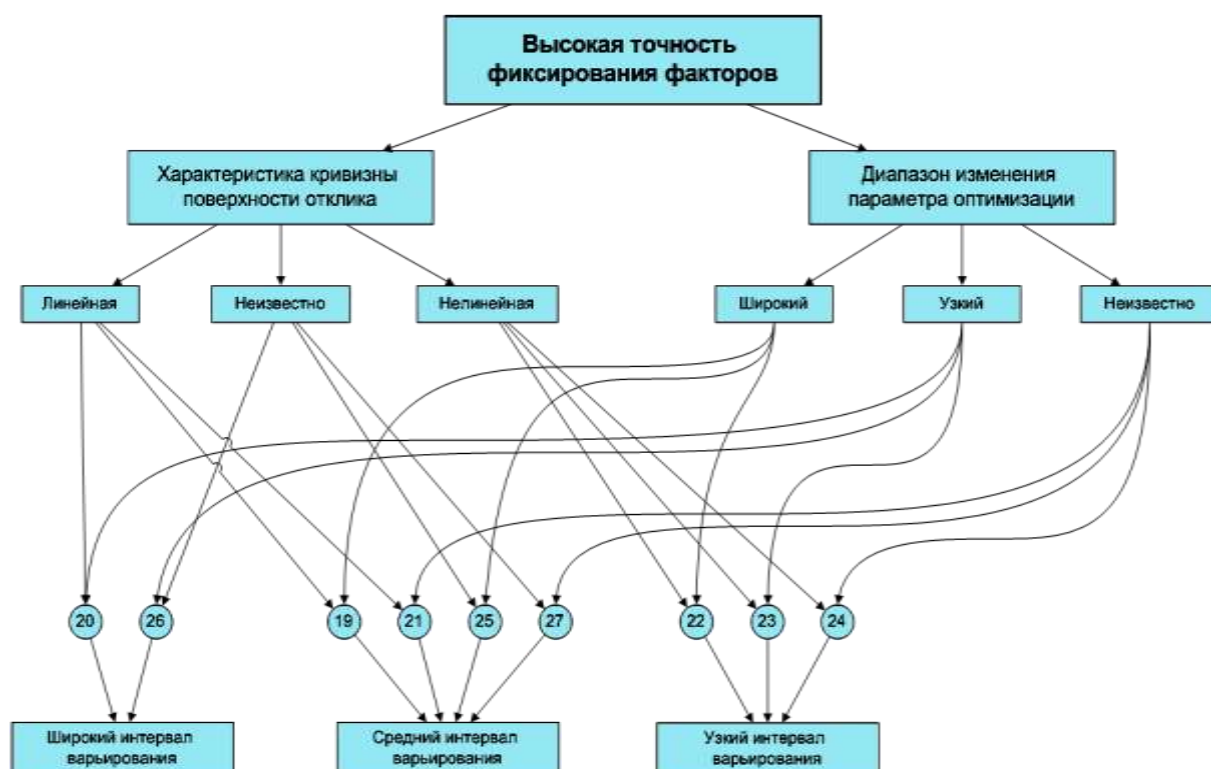 Высокая точность
фиксирования факторов
Характеристика кривизны
поверхности отклика
Диапазон изменения
параметра оптимизации
Линейная
Неизвестно
Нелинейная
Широкий
Узкий
Неизвестно
20
26
19
21
25
27
22
23
24
Широкий интервал
варьирования
Средний интервал
варьирования
Узкий интервал
варьирования